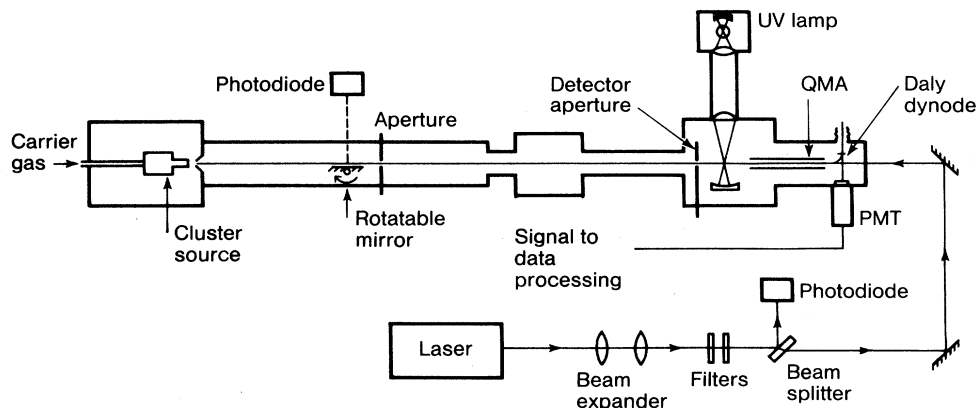 UV lamp
Photodiode
Detector
aperture
QMA
Daly
dynode
Aperture
Carrier
gas
Cluster
source
Rotatable
mirror
Signal to
data
processing
PMT
Photodiode
Laser
Beam
expander
Filters
Beam
splitter